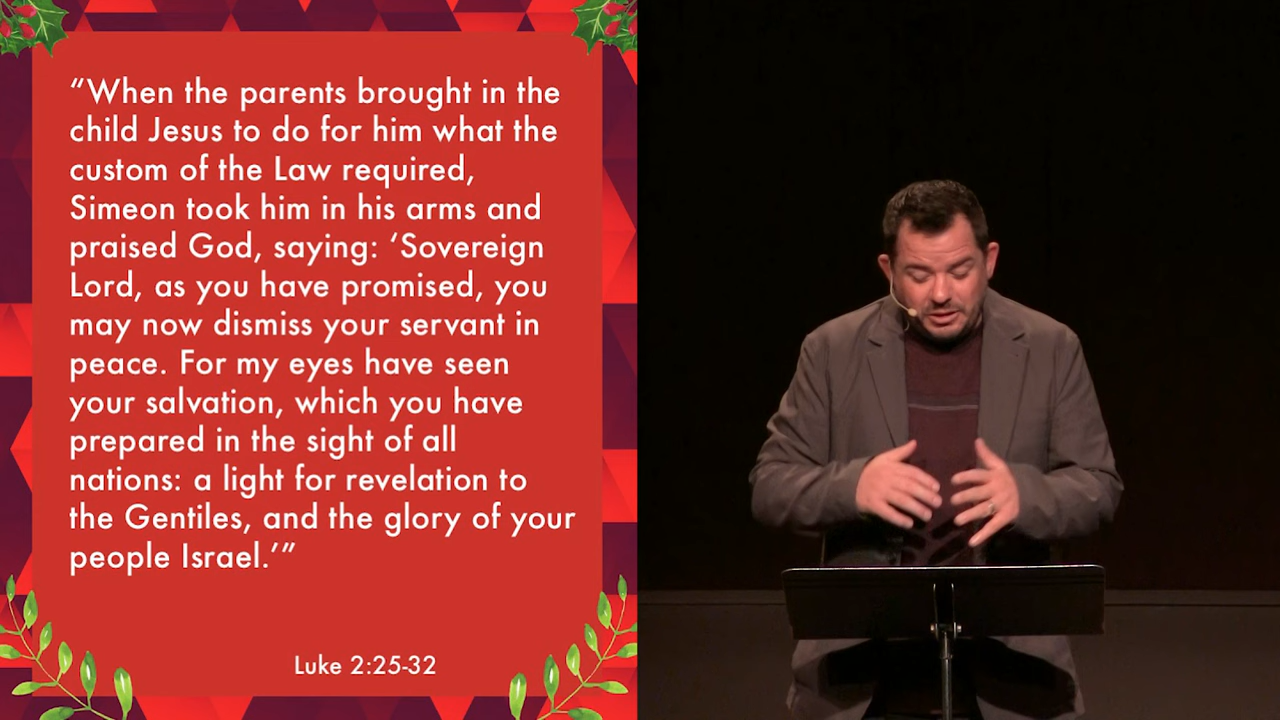 “When the parents brought in the
child Jesus to do for him what the
custom of the Law required,
Simeon took him in his arms and
praised God, saying: ‘Sovereign
Lord, as you have promised, you
may now dismiss your servant in
peace. For my eyes have seen
your salvation, which you have
prepared in the sight of all
nations: a light for revelation to
the Gentiles, and the glory of your
people Israel.’”
Luke 2:25-32